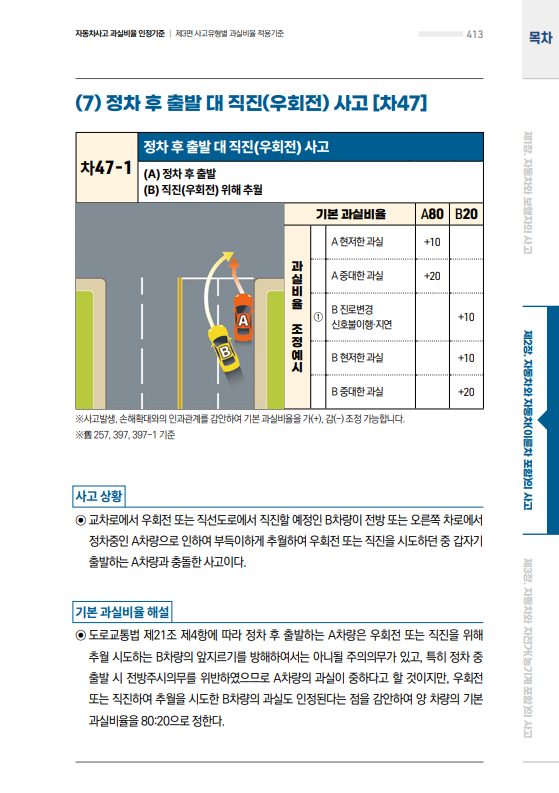 자동차사고 과실비율 인정기준 | 제3편 사고유형별 과실비율 적용기준
413
목차
(7) 정차 후 출발 대 직진(우회전) 사고 [차47]
차47-1
정차 후 출발 대 직진(우회전) 사고
(A) 정차 후 출발
(B) 직진(우회전) 위해 추월
기본 과실비율 A80 B20
과실비율 조정예시
A 현저한 과실 +10
A 중대한 과실 +20
① B 진로변경
신호불이행·지연 +10
B 현저한 과실 +10
B 중대한 과실 +20
A
B
※사고발생, 손해확대와의 인과관계를 감안하여 기본 과실비율을 가(+), 감(-) 조정 가능합니다.
※舊 257, 397, 397-1 기준
사고 상황
◉ 교차로에서 우회전 또는 직선도로에서 직진할 예정인 B차량이 전방 또는 오른쪽 차로에서
정차중인 A차량으로 인하여 부득이하게 추월하여 우회전 또는 직진을 시도하던 중 갑자기
출발하는 A차량과 충돌한 사고이다.
기본 과실비율 해설
◉ 도로교통법 제21조 제4항에 따라 정차 후 출발하는 A차량은 우회전 또는 직진을 위해
추월 시도하는 B차량의 앞지르기를 방해하여서는 아니될 주의의무가 있고, 특히 정차 중
출발 시 전방주시의무를 위반하였으므로 A차량의 과실이 중하다고 할 것이지만, 우회전
또는 직진하여 추월을 시도한 B차량의 과실도 인정된다는 점을 감안하여 양 차량의 기본
과실비율을 80:20으로 정한다.
제1장. 자동차와 보행자의 사고
제2장. 자동차와 자동차(이륜차 포함)의 사고
제3장. 자동차와 자전거(농기계 포함)의 사고